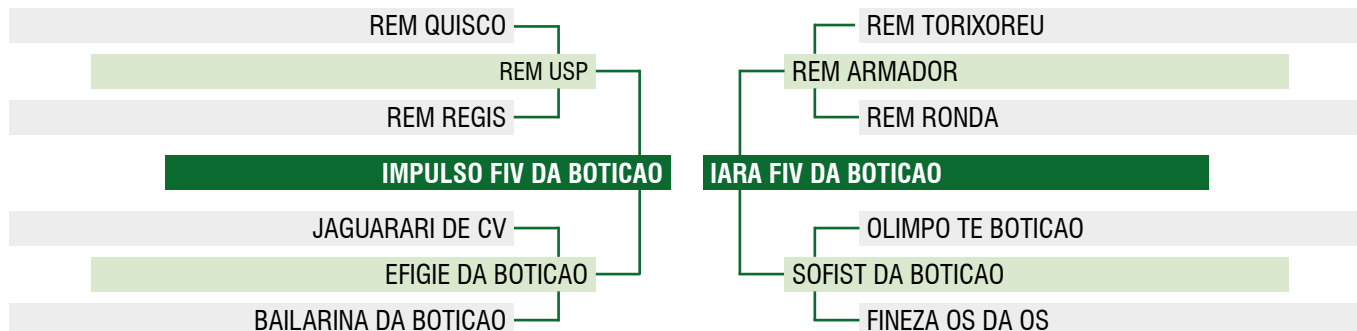 REM QUISCO
REM USP
REM REGIS
IMPULSO FIV DA BOTICAO
JAGUARARI DE CV
EFIGIE DA BOTICAO
BAILARINA DA BOTICAO
REM TORIXOREU
REM ARMADOR
REM RONDA
IARA FIV DA BOTICAO
OLIMPO TE BOTICAO
SOFIST DA BOTICAO
FINEZA OS DA OS